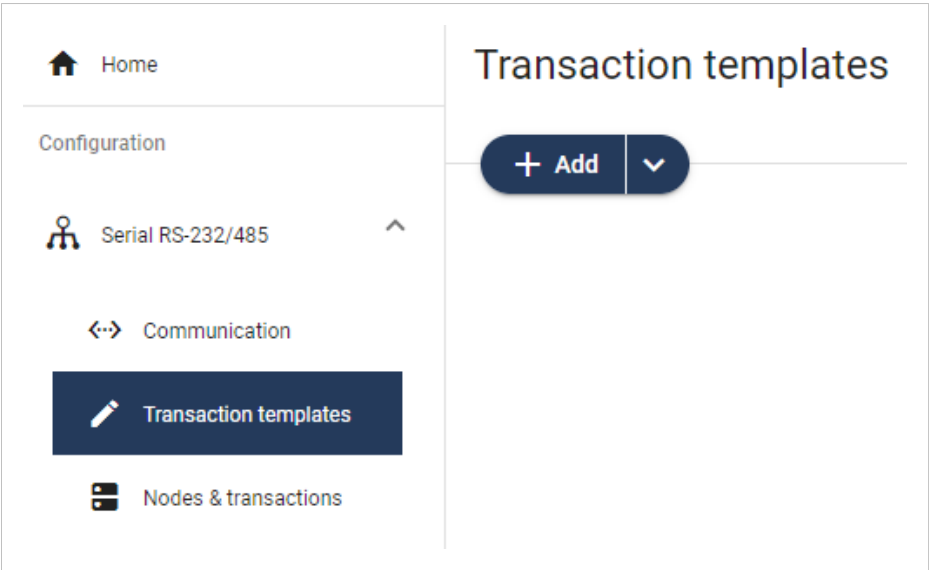 Home
Transaction templates
Configuration
Add
Serial RS-232/485
Communication
Transaction templates
Nodes & transactions